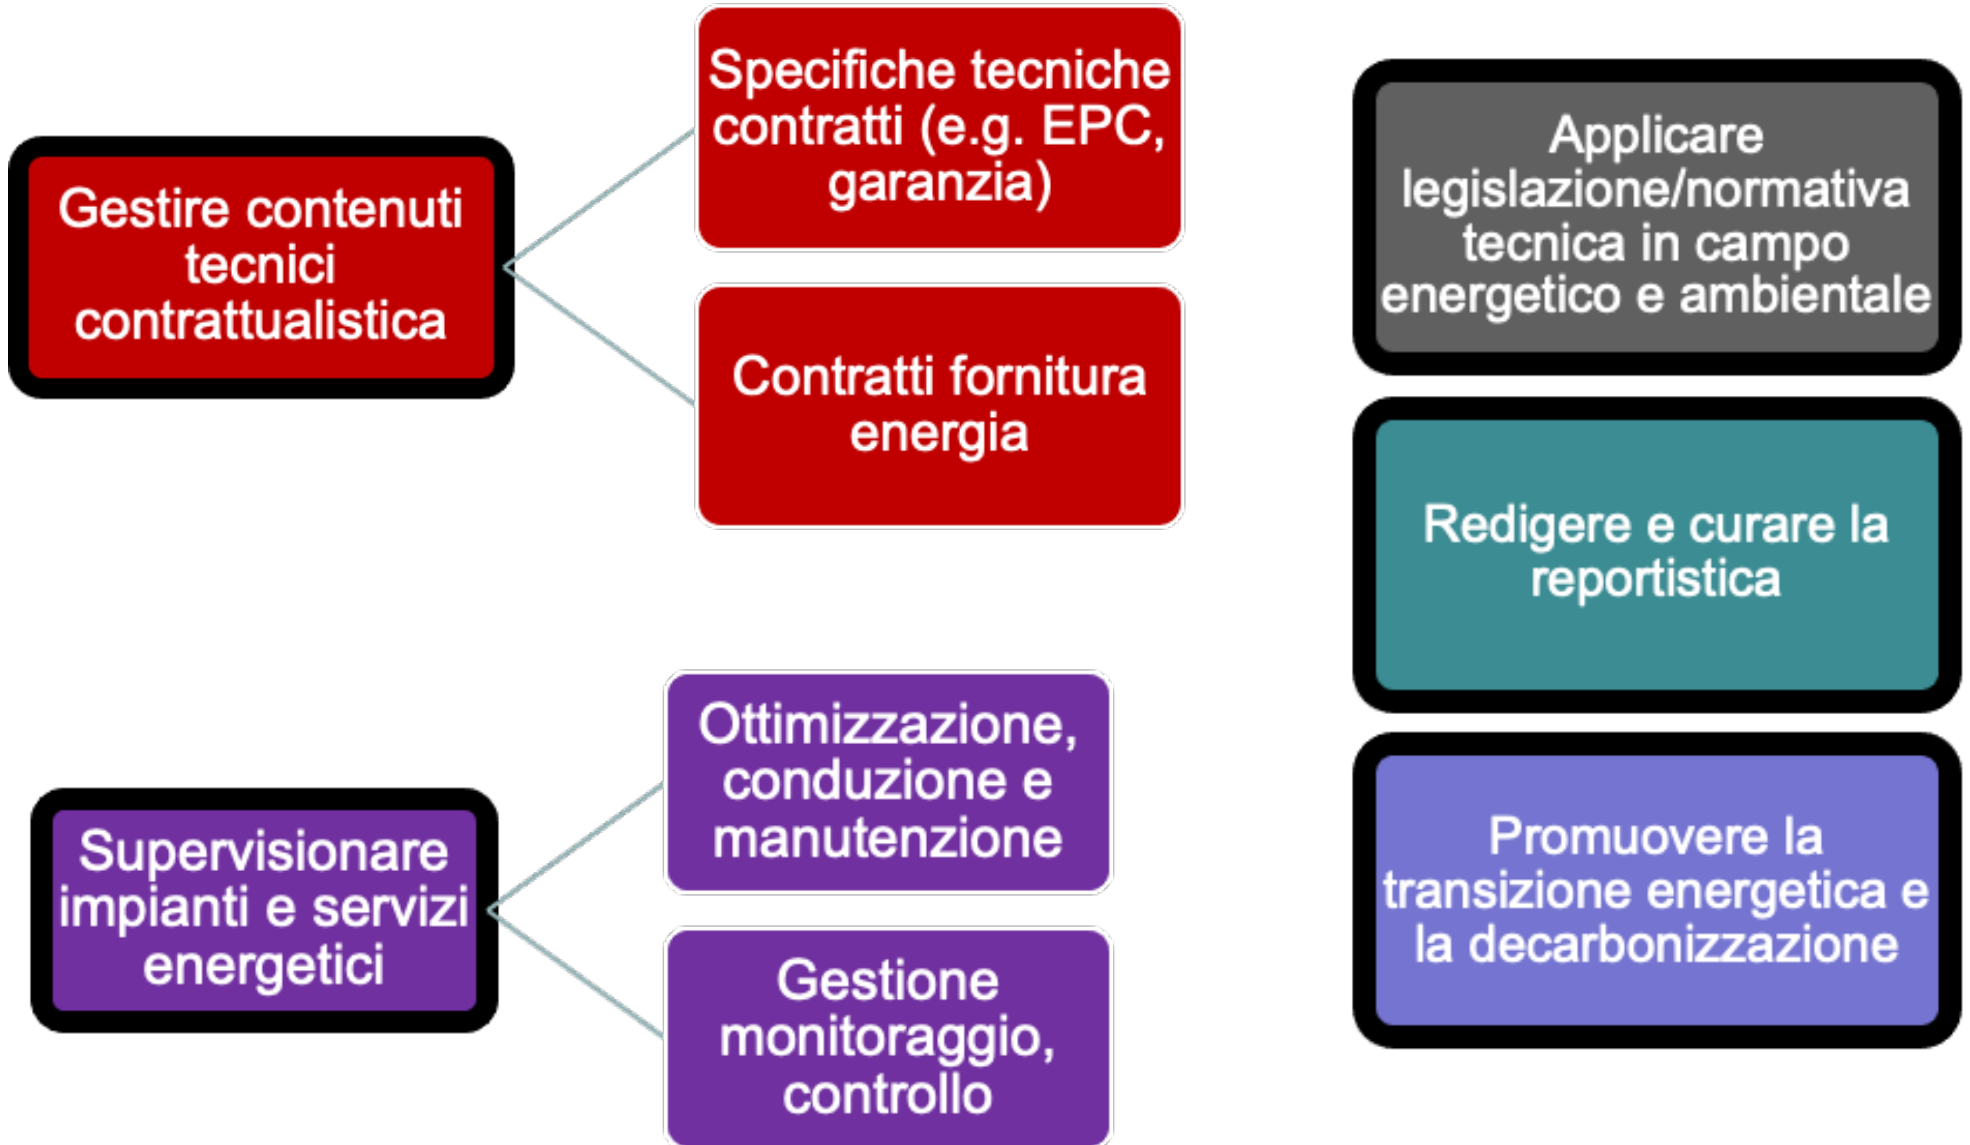 Gestire contenuti
tecnici
contrattualistica
Specifiche tecniche
contratti (e.g. EPC,
garanzia)
Contratti fornitura
energia
Supervisionare
impianti e servizi
energetici
Ottimizzazione,
conduzione e
manutenzione
Gestione
monitoraggio,
controllo
Applicare
legislazione/normativa
tecnica in campo
energetico e ambientale
Redigere e curare la
reportistica
Promuovere la
transizione energetica e
la decarbonizzazione